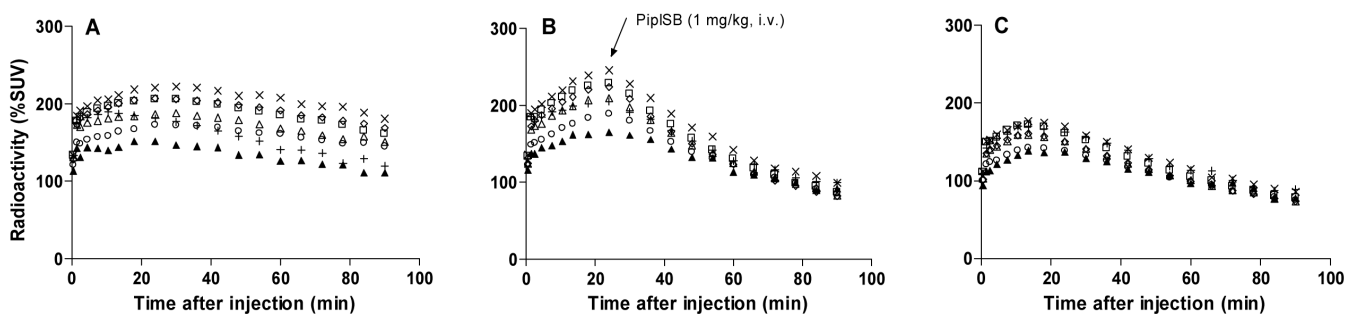 A
B
PipISB (1 mg/kg, i.v.)
C
Radioactivity (%SUV)
300
200
100
0
300
200
100
0
300
200
100
0
0 20 40 60 80 100
0 20 40 60 80 100
0 20 40 60 80 100
Time after injection (min)
Time after injection (min)
Time after injection (min)